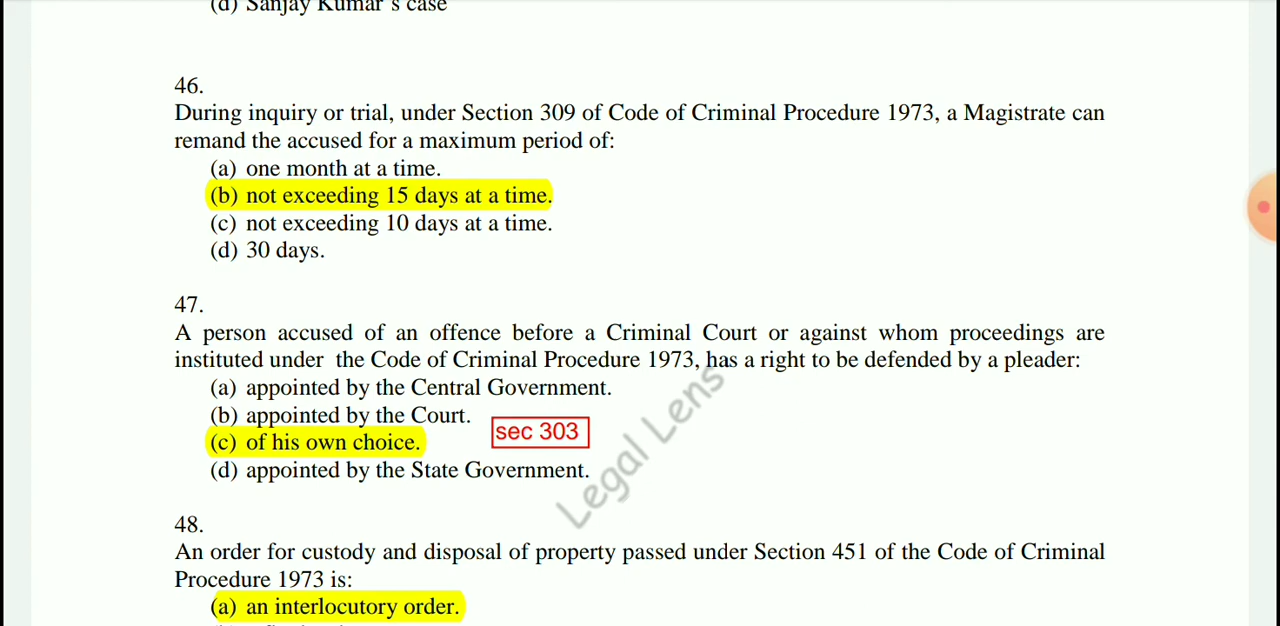 (d) Sanjay Kumar's case
46.
During inquiry or trial, under Section 309 of Code of Criminal Procedure 1973, a Magistrate can
remand the accused for a maximum period of:
(a) one month at a time.
(b) not exceeding 15 days at a time.
(c) not exceeding 10 days at a time.
(d) 30 days.
47.
A person accused of an offence before a Criminal Court or against whom proceedings are
instituted under the Code of Criminal Procedure 1973, has a right to be defended by a pleader:
(a) appointed by the Central Government.
(b) appointed by the Court.
sec 303
(c) of his own choice.
(d) appointed by the State Government.
Legal Lens
48.
An order for custody and disposal of property passed under Section 451 of the Code of Criminal
Procedure 1973 is:
(a) an interlocutory order.